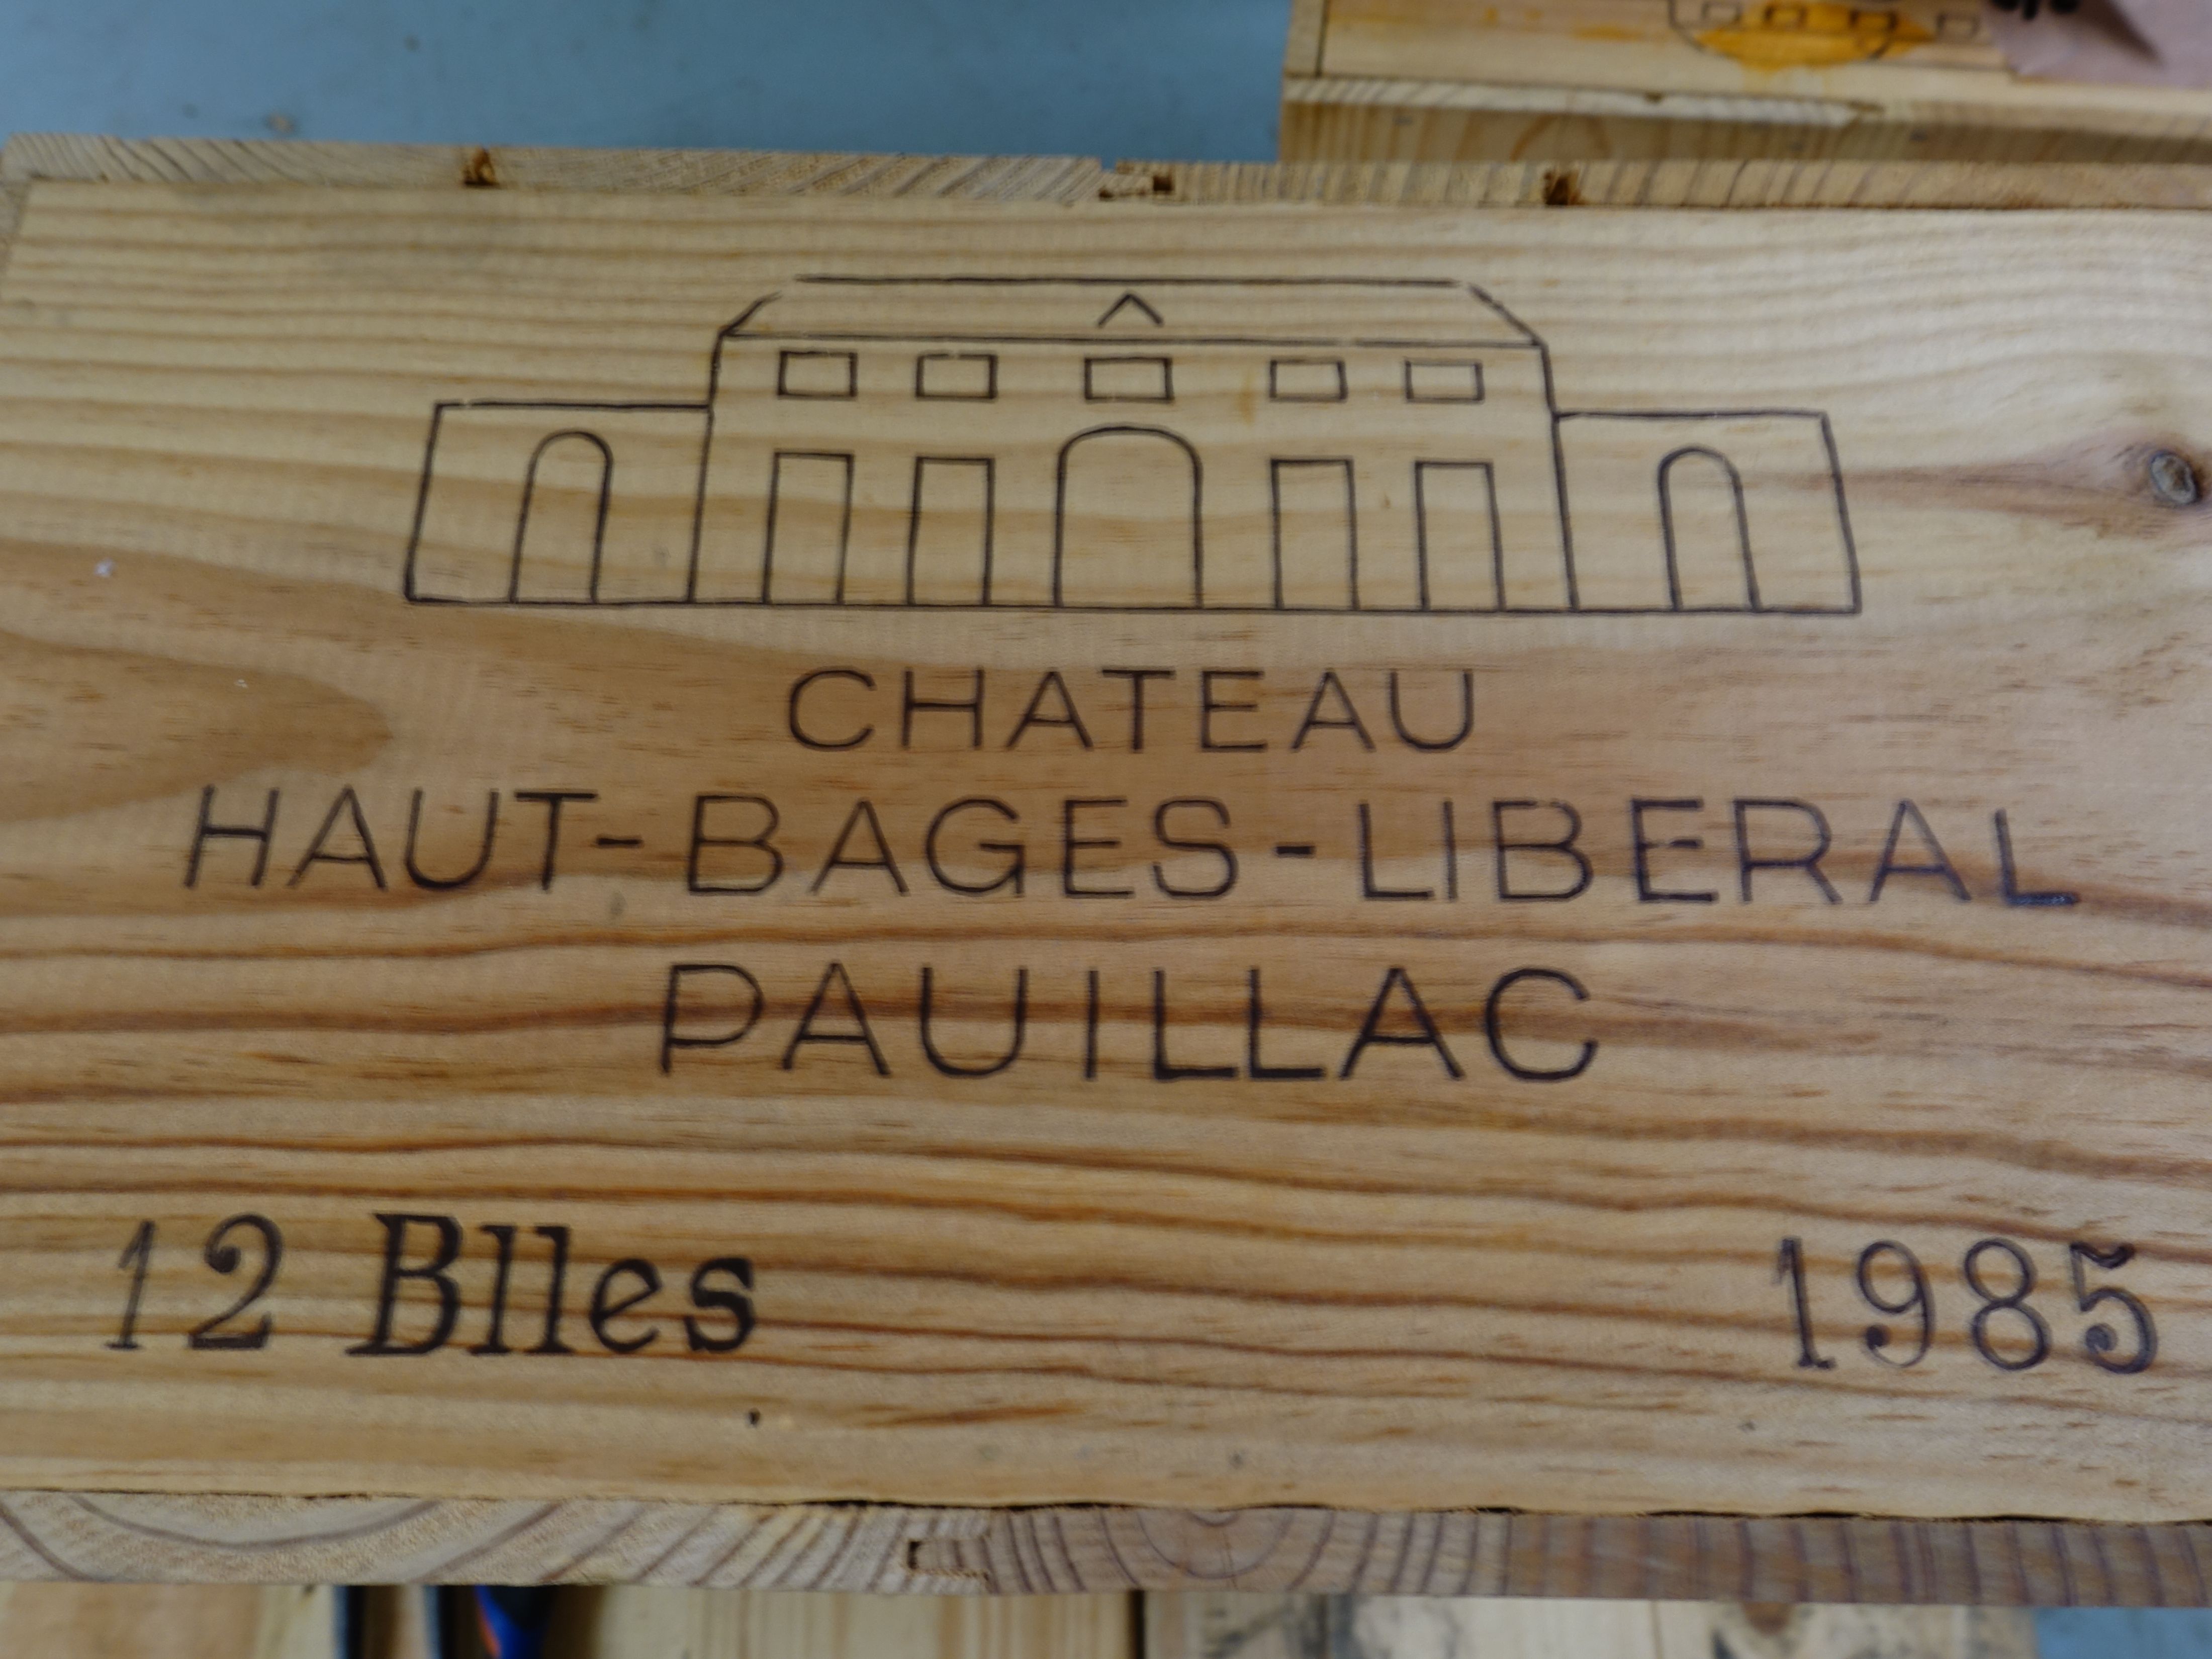 CHATEAU
HAUT-BAGES-LIBERAL
PAUILLAC
12 Blles
1985